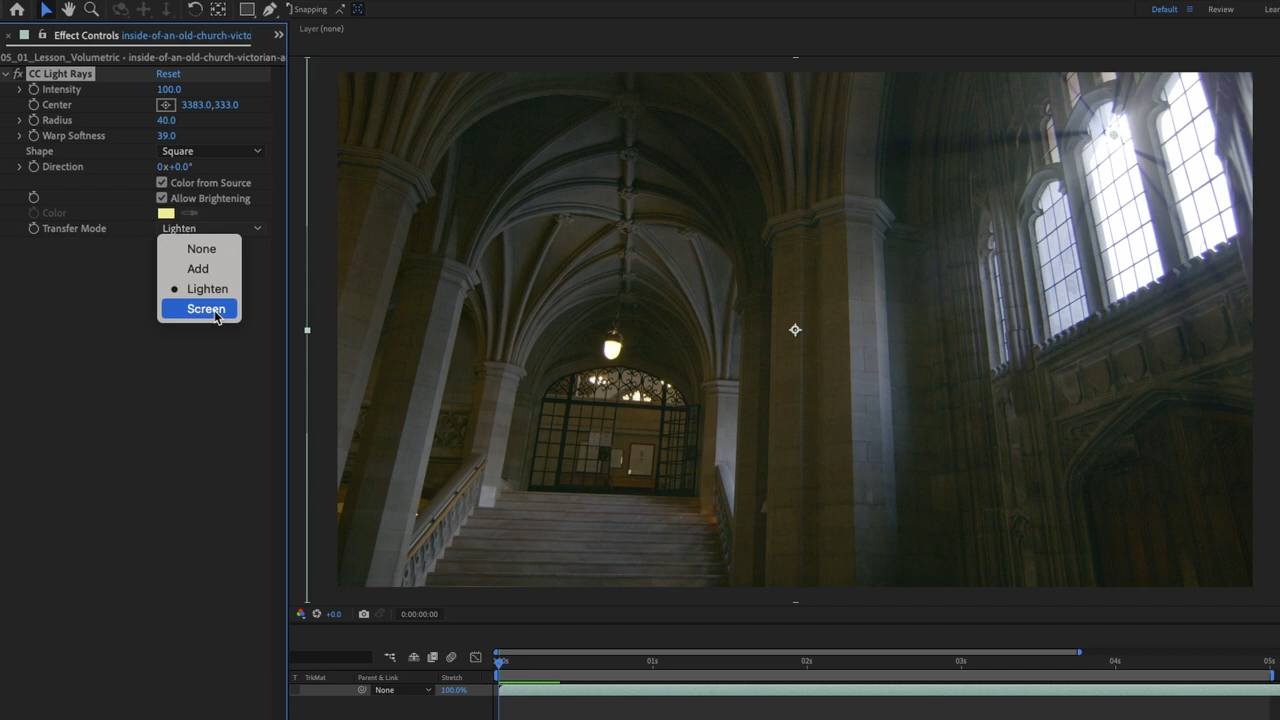 Snapping
Default
Review
Lear
Effect Controls inside-of-an-old-church-victo
Layer (none)
05_01_Lesson_Volumetric • inside-of-an-old-church-victorian-a
fx CC Light Rays Reset
Intensity 100.0
Center 3383.0,333.0
Radius 40.0
Warp Softness 39.0
Shape Square
Direction 0x+0.0°
Color from Source
Allow Brightening
Color
Transfer Mode Lighten
None
Add
Lighten
Screen
+0.0 0:00:00:00
00s 01s 02s 03s 04s 05s
T TrkMat Parent & Link Stretch
None 100.0%